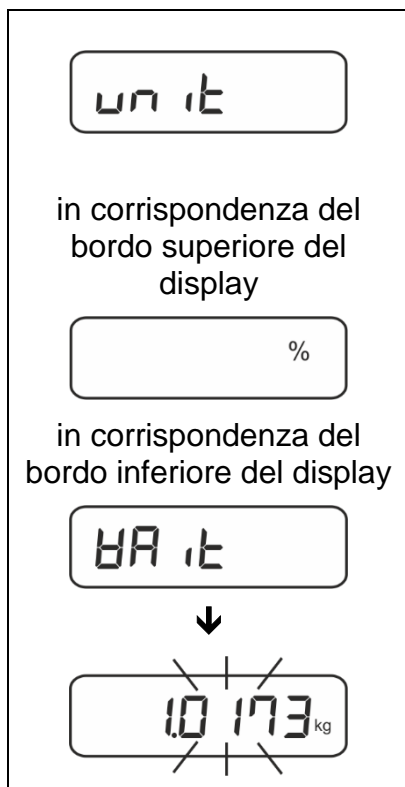 unit
in corrispondenza del
bordo superiore del
display
%
in corrispondenza del
bordo inferiore del display
WAit
↓
1.0173 kg